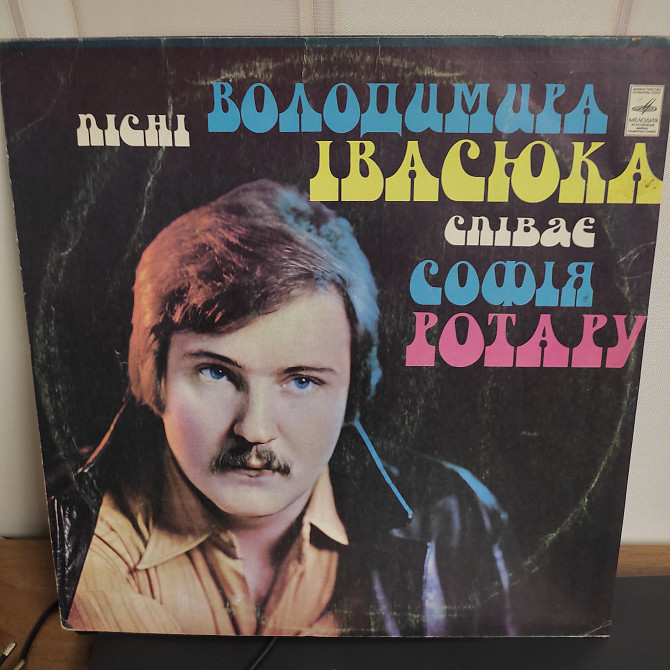 пісні ВОЛОДИМИРА
ІВАСЮКА
співає
СОФІЯ
РОТАРУ
МЕЛОДИЯ